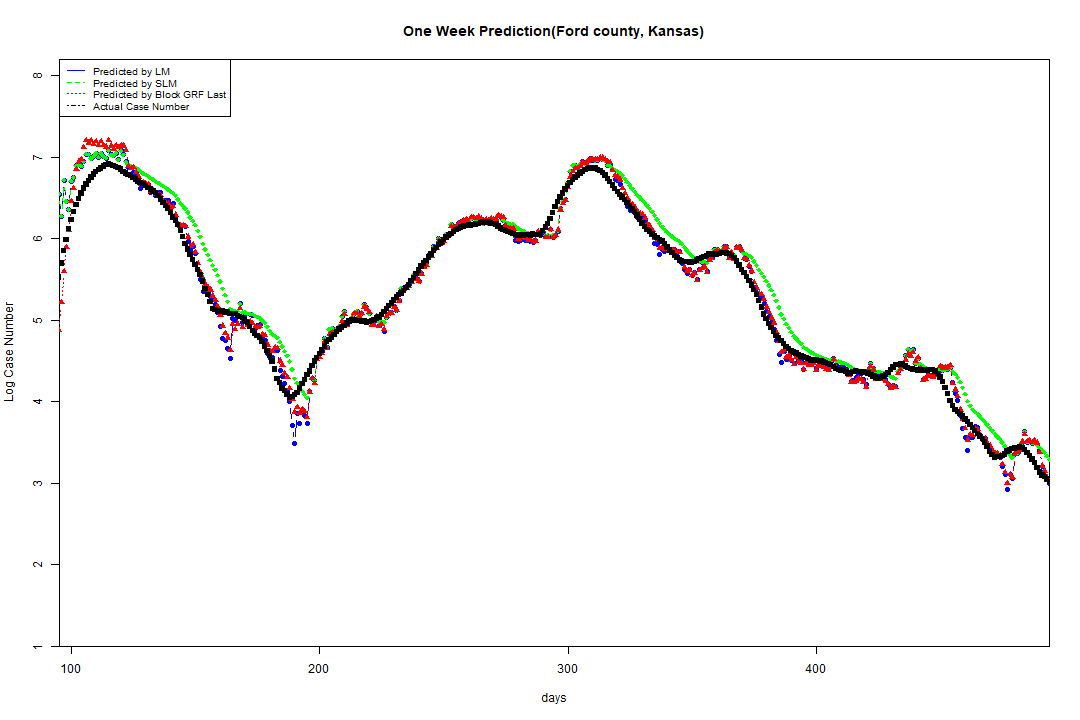 One Week Prediction(Ford county, Kansas)
Predicted by LM
Predicted by SLM
Predicted by Block GRF Last
Actual Case Number
8
7
6
5
4
3
2
1
Log Case Number
100 200 300 400
days